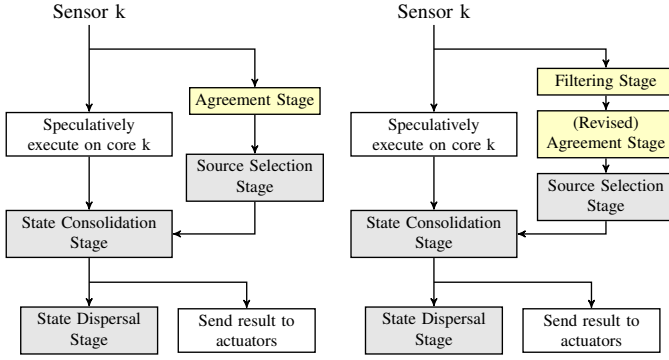 Sensor k
Agreement Stage
Speculatively
execute on core k
Source Selection
Stage
State Consolidation
Stage
State Dispersal
Stage
Send result to
actuators
Sensor k
Filtering Stage
(Revised)
Agreement Stage
Speculatively
execute on core k
Source Selection
Stage
State Consolidation
Stage
State Dispersal
Stage
Send result to
actuators